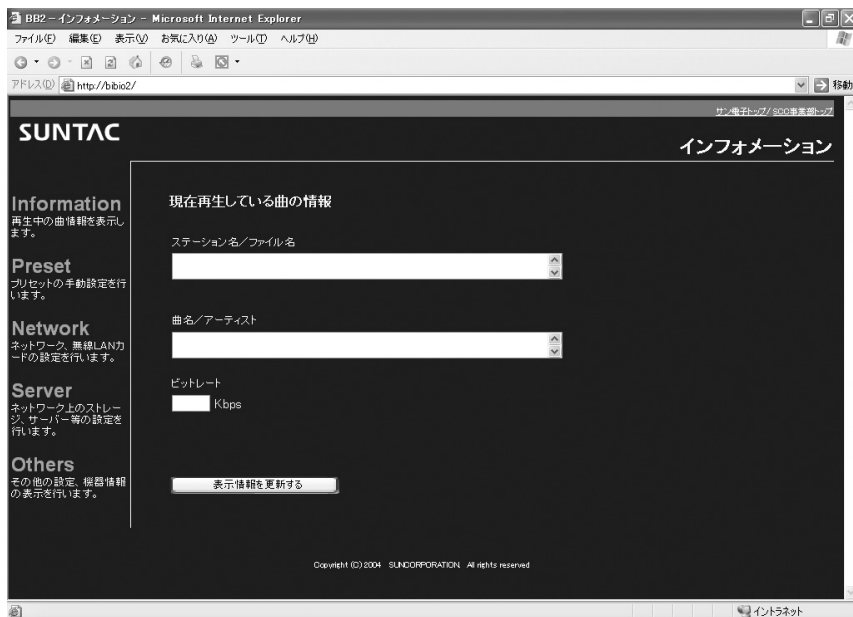 BB2－インフォメーション － Microsoft Internet Explorer
ファイル(F) 編集(E) 表示(V) お気に入り(A) ツール(T) ヘルプ(H)
アドレス(D) http://bibio2/ 移動
サン電子トップ/ SCC事業部トップ
SUNTAC
インフォメーション
Information
再生中の曲情報を表示し
ます。
Preset
プリセットの手動設定を行
います。
Network
ネットワーク、無線LANカ
ードの設定を行います。
Server
ネットワーク上のストレー
ジ、サーバー等の設定を
行います。
Others
その他の設定、機器情報
の表示を行います。
現在再生している曲の情報
ステーション名／ファイル名
曲名／アーティスト
ビットレート
Kbps
表示情報を更新する
Copyright (C) 2004 SUNCORPORATION. All rights reserved
イントラネット